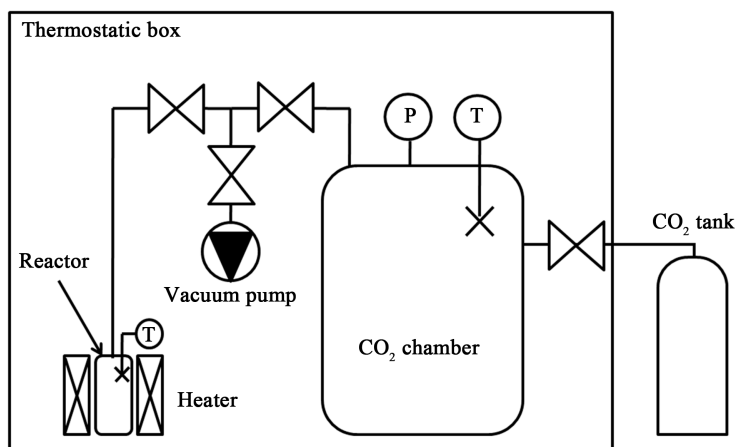 Thermostatic box
P
T
CO₂ tank
Reactor
Vacuum pump
T
CO₂ chamber
Heater